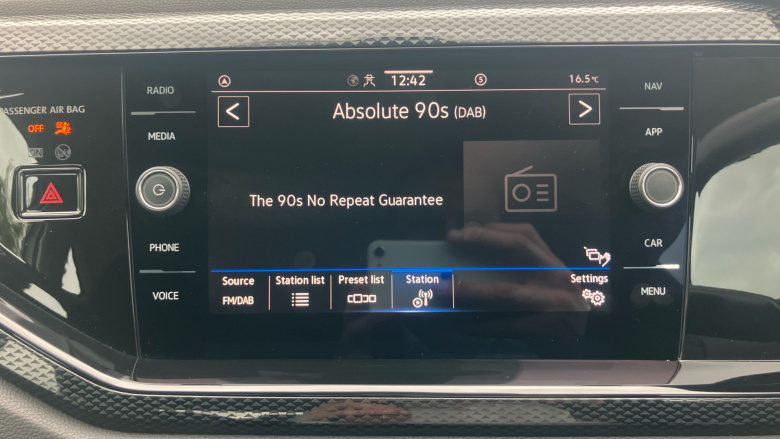 12:42
S
16.5°C
RADIO
NAV
Absolute 90s (DAB)
PASSENGER AIR BAG
OFF
ON
MEDIA
APP
The 90s No Repeat Guarantee
PHONE
CAR
Source
Station list
Preset list
Station
Settings
FM/DAB
VOICE
MENU